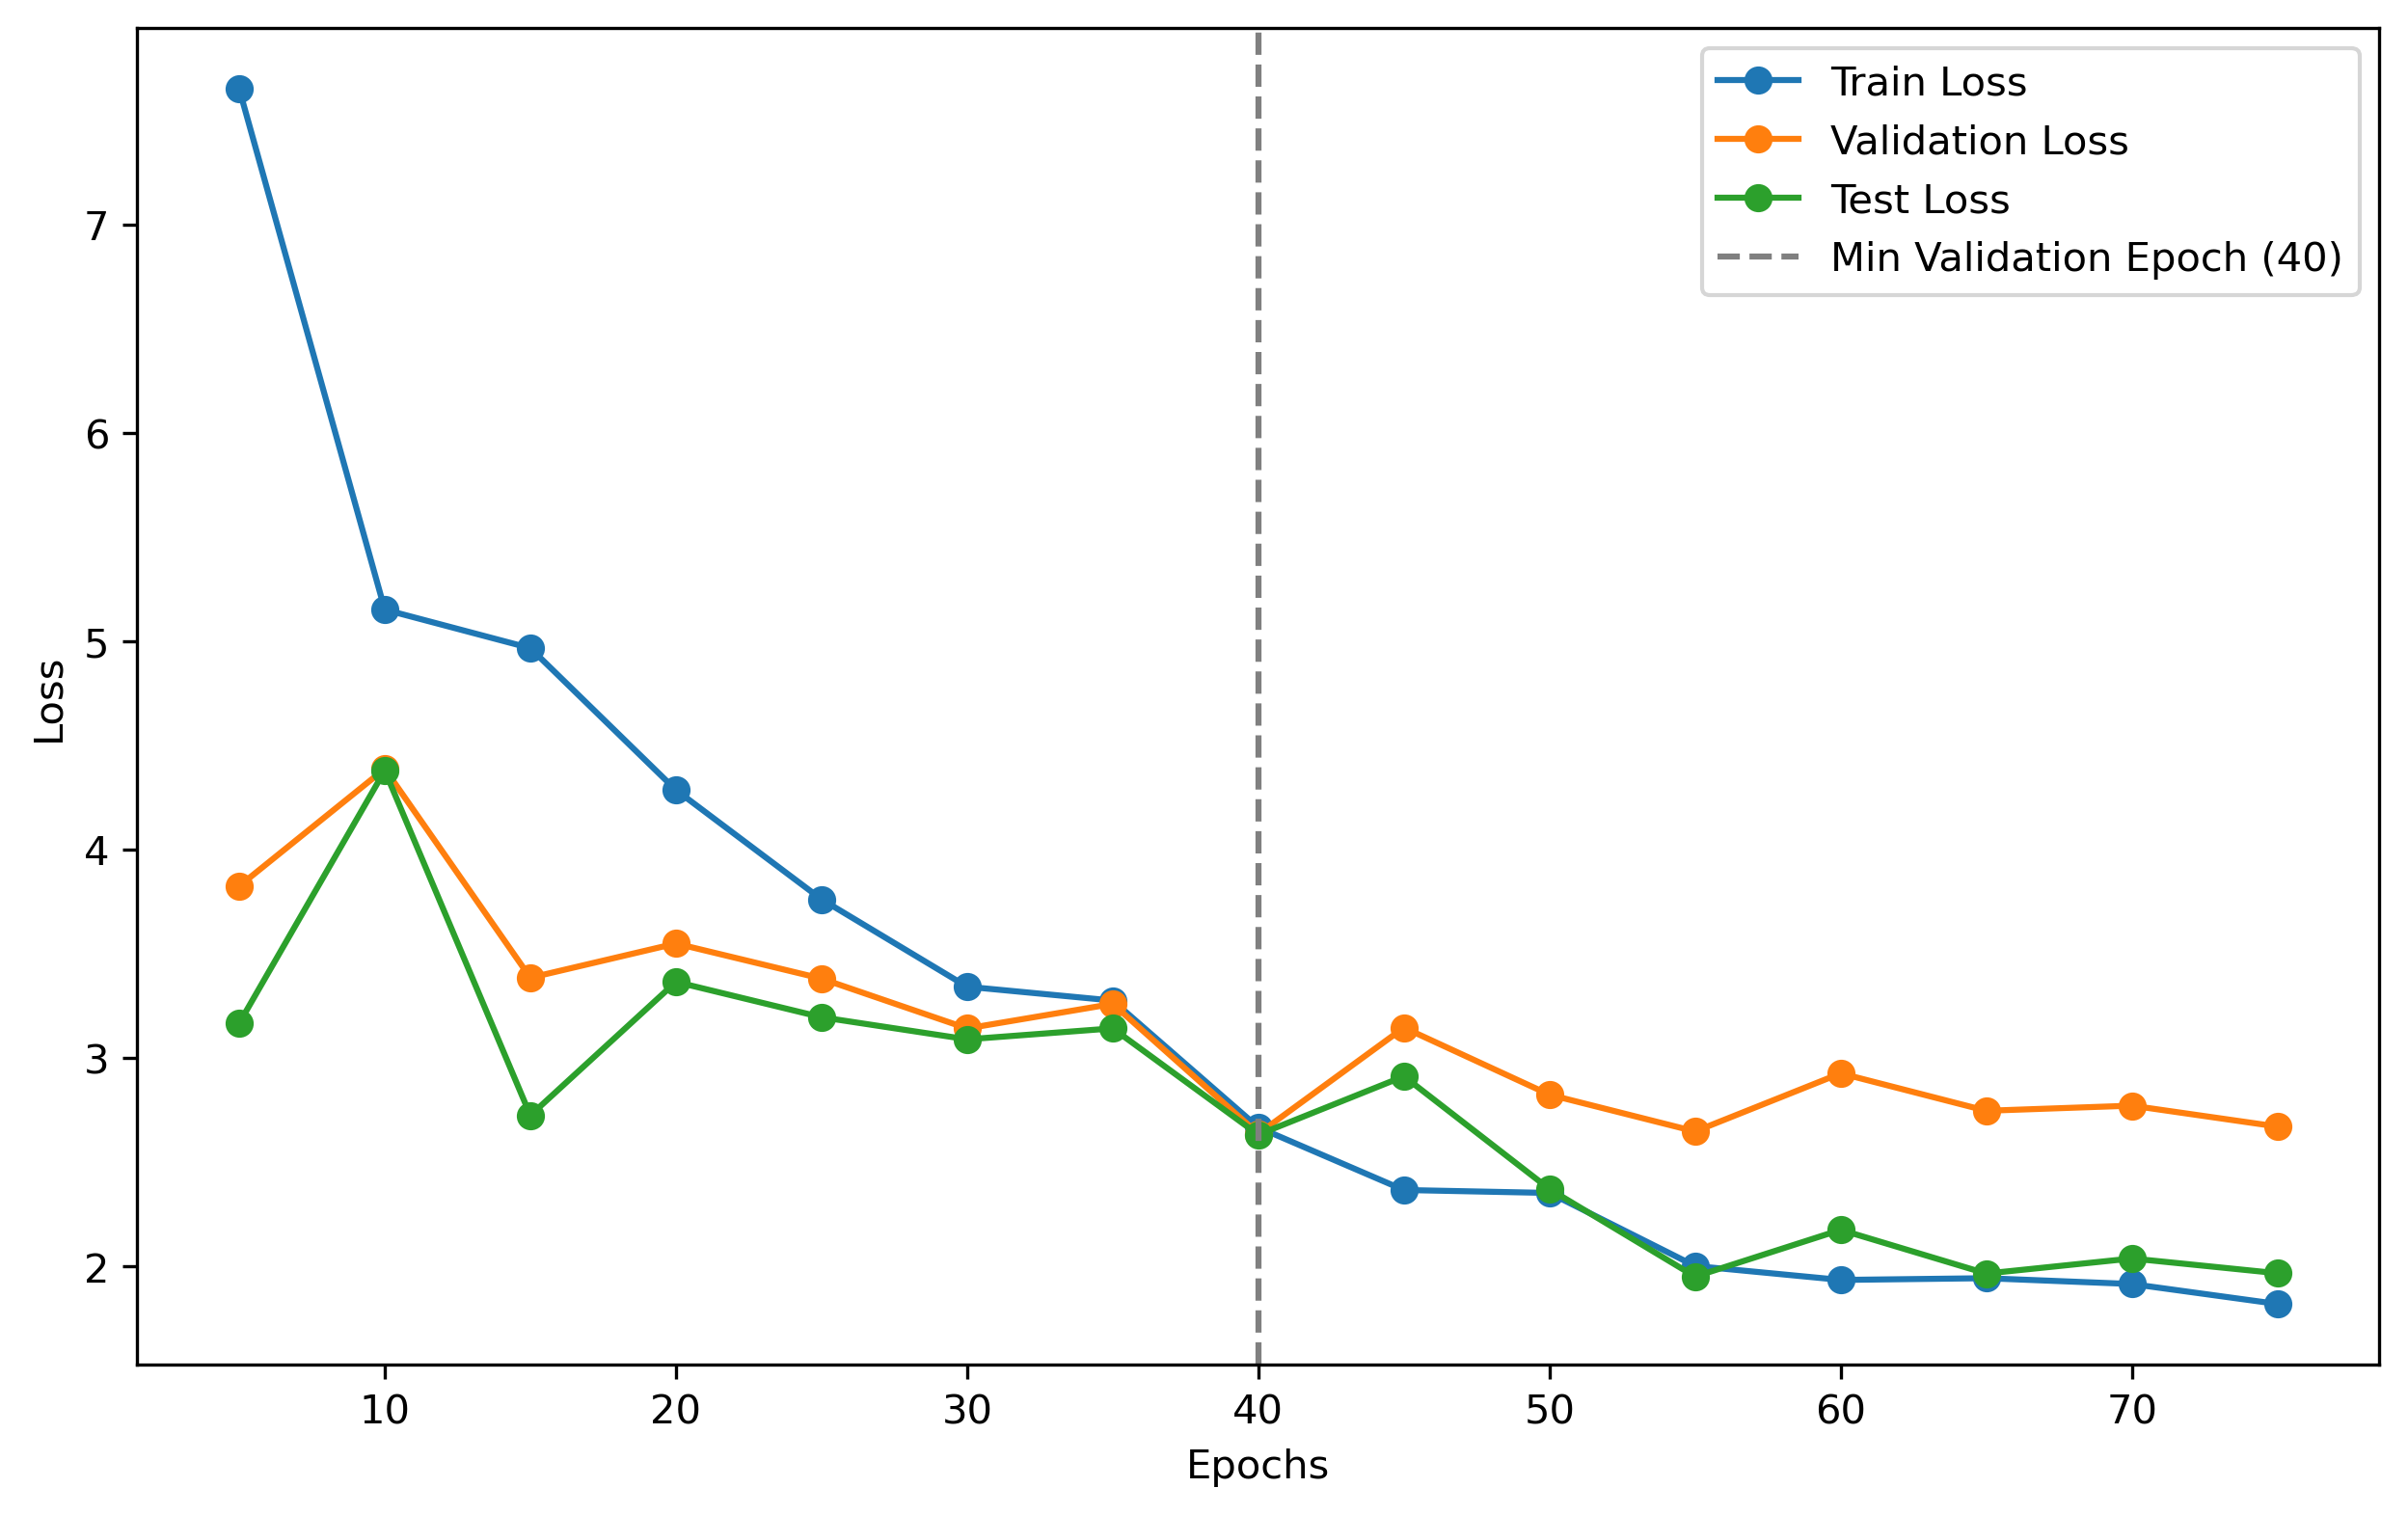 Train Loss
Validation Loss
Test Loss
Min Validation Epoch (40)
7
6
5
4
3
2
Loss
10 20 30 40 50 60 70
Epochs